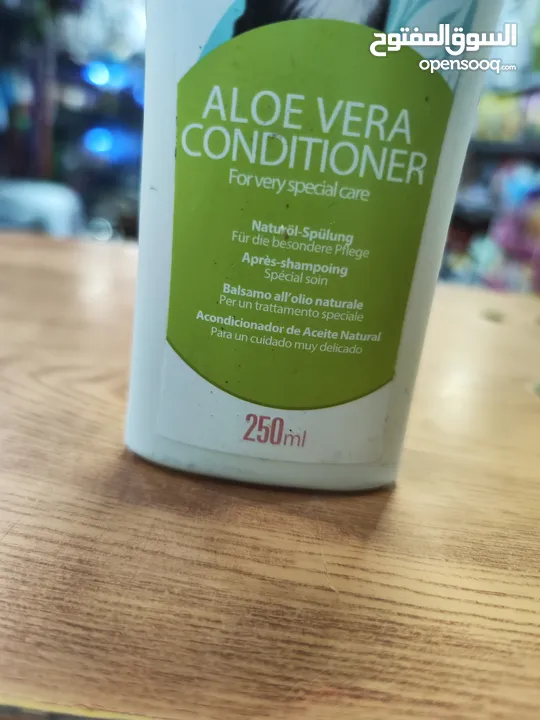 السوق المفتوح
opensooq.com
ALOE VERA
CONDITIONER
For very special care
Naturöl-Spülung
Für die besondere Pflege
Après-shampoing
Spécial soin
Balsamo all'olio naturale
Per un trattamento speciale
Acondicionador de Aceite Natural
Para un cuidado muy delicado
250ml